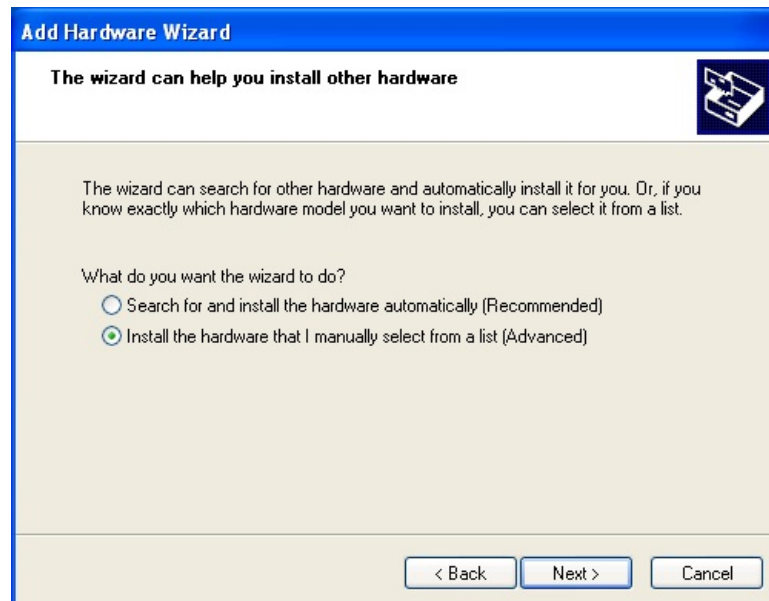 Add Hardware Wizard
The wizard can help you install other hardware
The wizard can search for other hardware and automatically install it for you. Or, if you
know exactly which hardware model you want to install, you can select it from a list.
What do you want the wizard to do?
Search for and install the hardware automatically (Recommended)
Install the hardware that I manually select from a list (Advanced)
< Back Next > Cancel